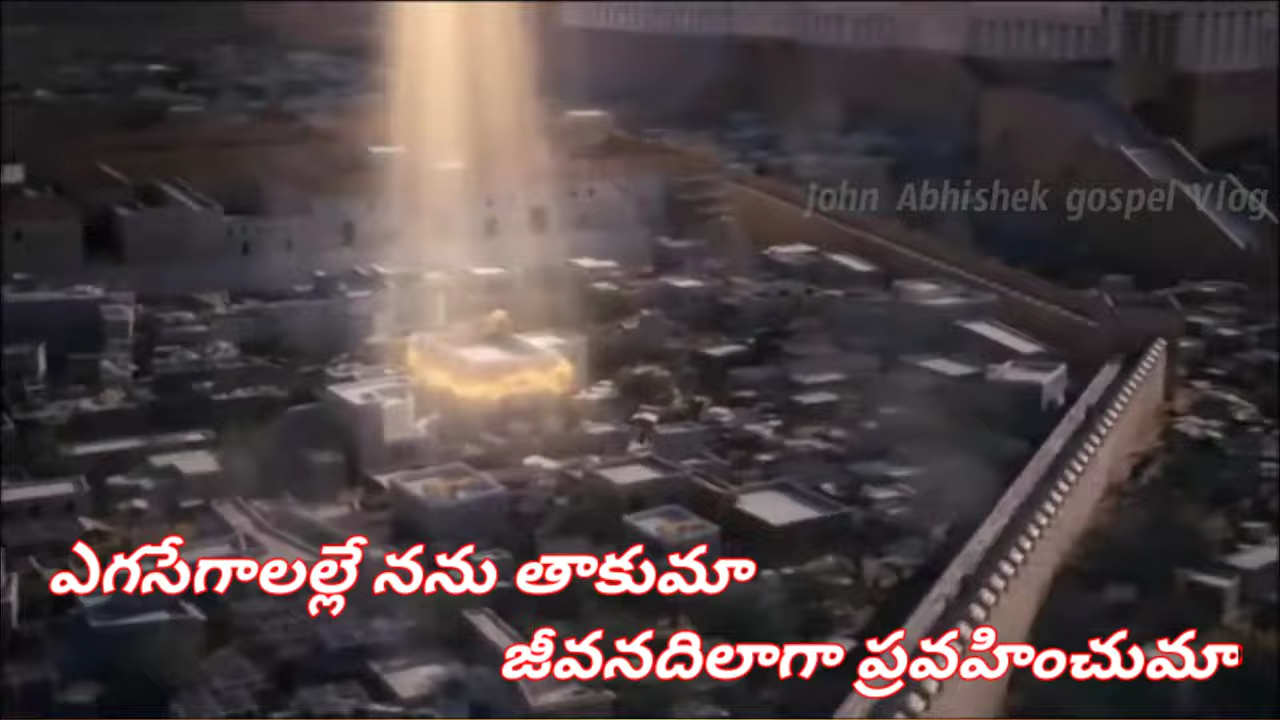 John Abhishek gospel Vlog
ఎగసేగాలల్లే నను తాకుమా
జీవనదిలాగా ప్రవహించుమా